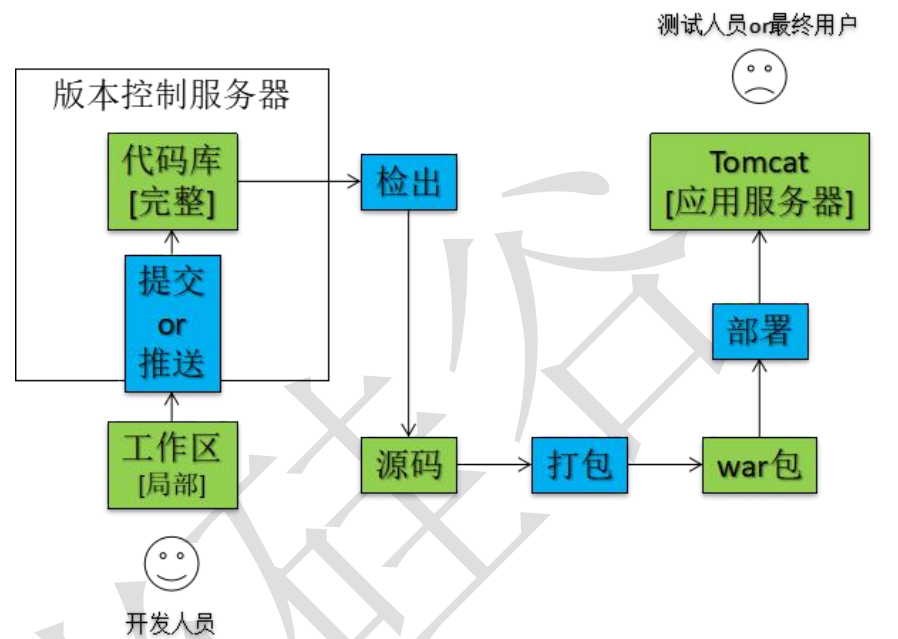 测试人员or最终用户
版本控制服务器
代码库
[完整]
检出
Tomcat
[应用服务器]
提交
or
推送
部署
工作区
[局部]
源码
打包
war包
开发人员
硅谷